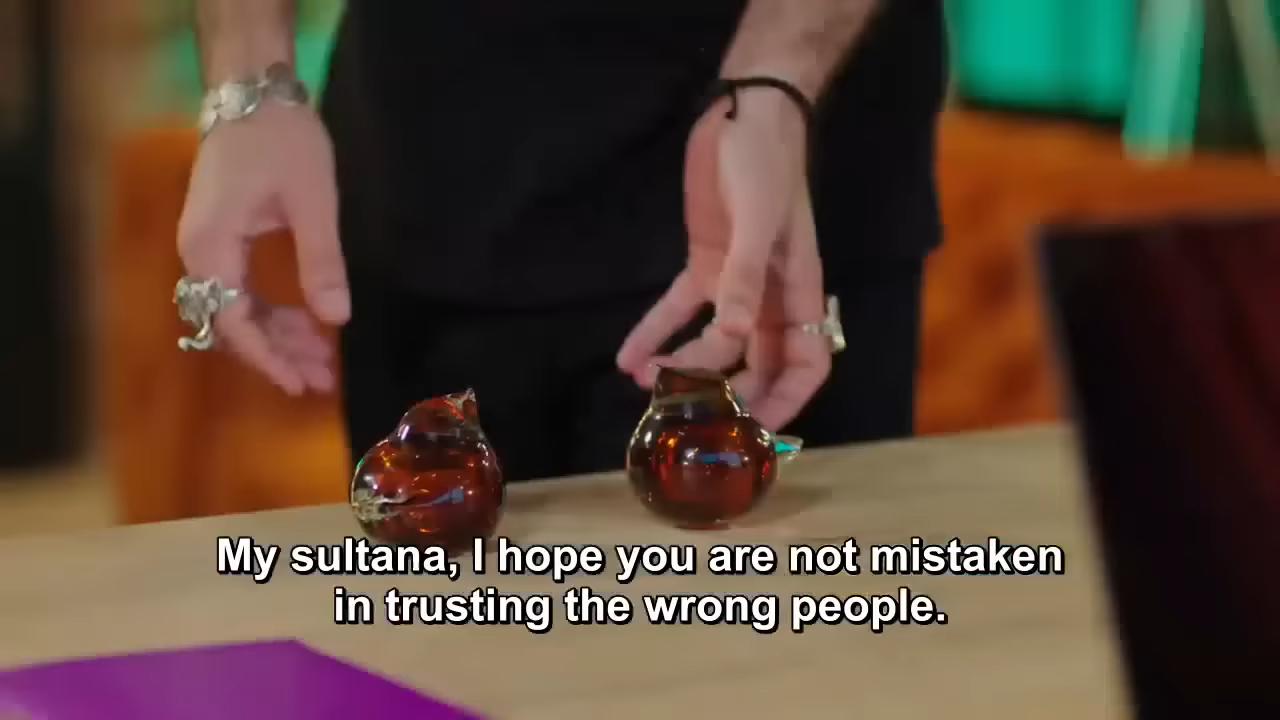 My sultana, I hope you are not mistaken
in trusting the wrong people.